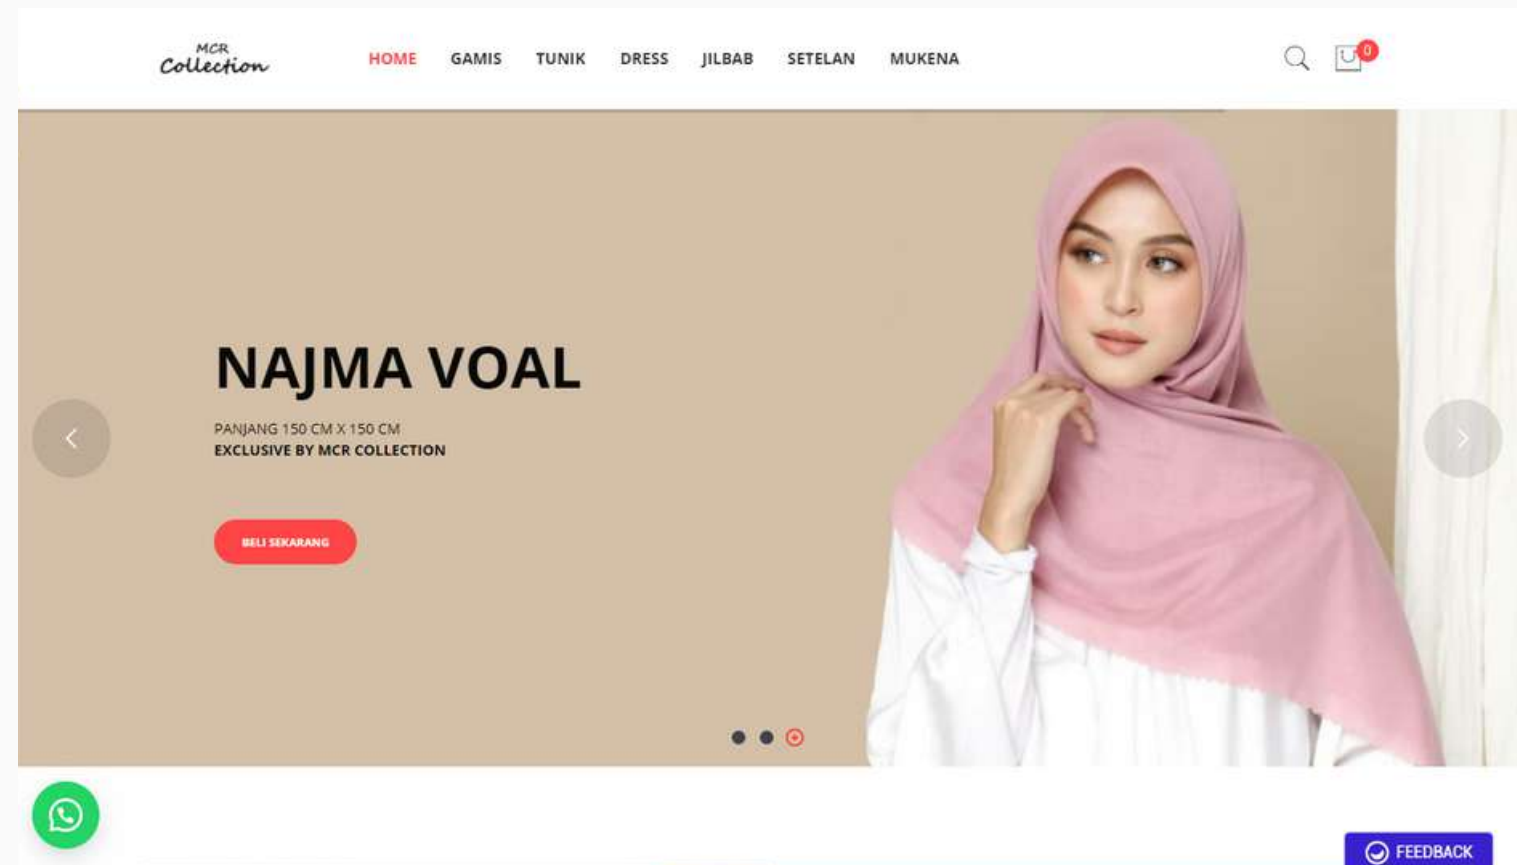 MCR
Collection
HOME GAMIS TUNIK DRESS JILBAB SETELAN MUKENA
0
NAJMA VOAL
PANJANG 150 CM X 150 CM
EXCLUSIVE BY MCR COLLECTION
BELI SEKARANG
FEEDBACK